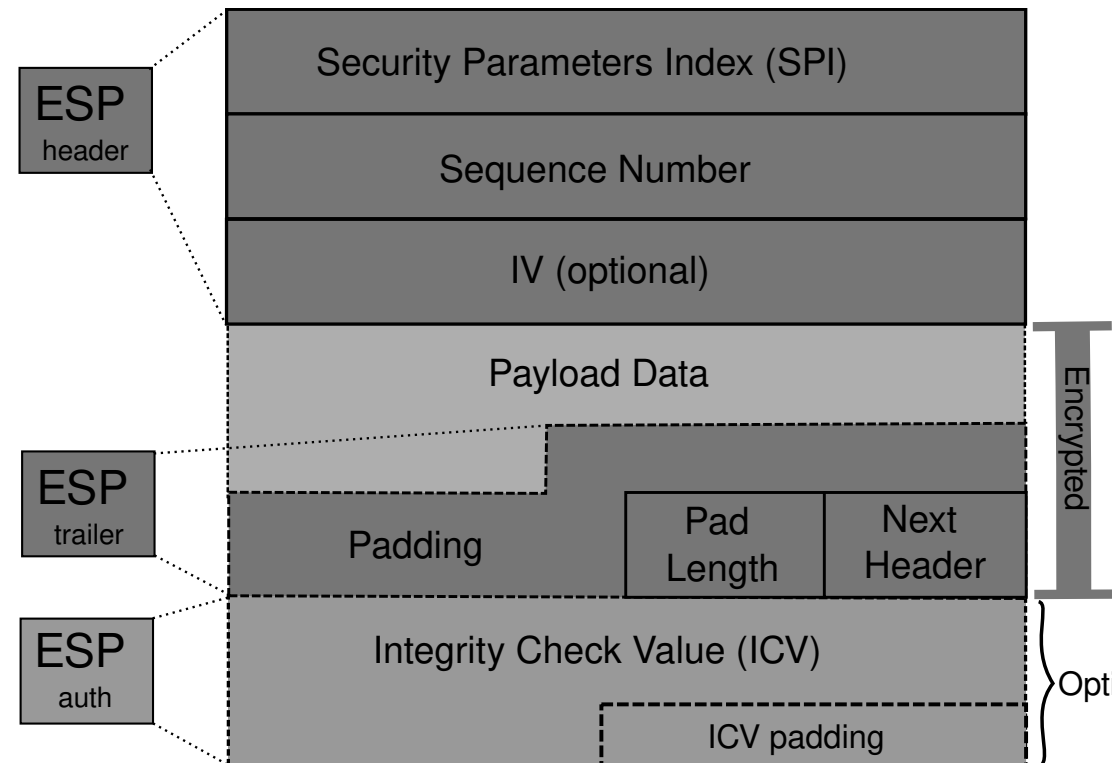 ESP
header
Security Parameters Index (SPI)
Sequence Number
IV (optional)
Payload Data
Encrypted
ESP
trailer
Padding
Pad
Length
Next
Header
ESP
auth
Integrity Check Value (ICV)
Opti
ICV padding